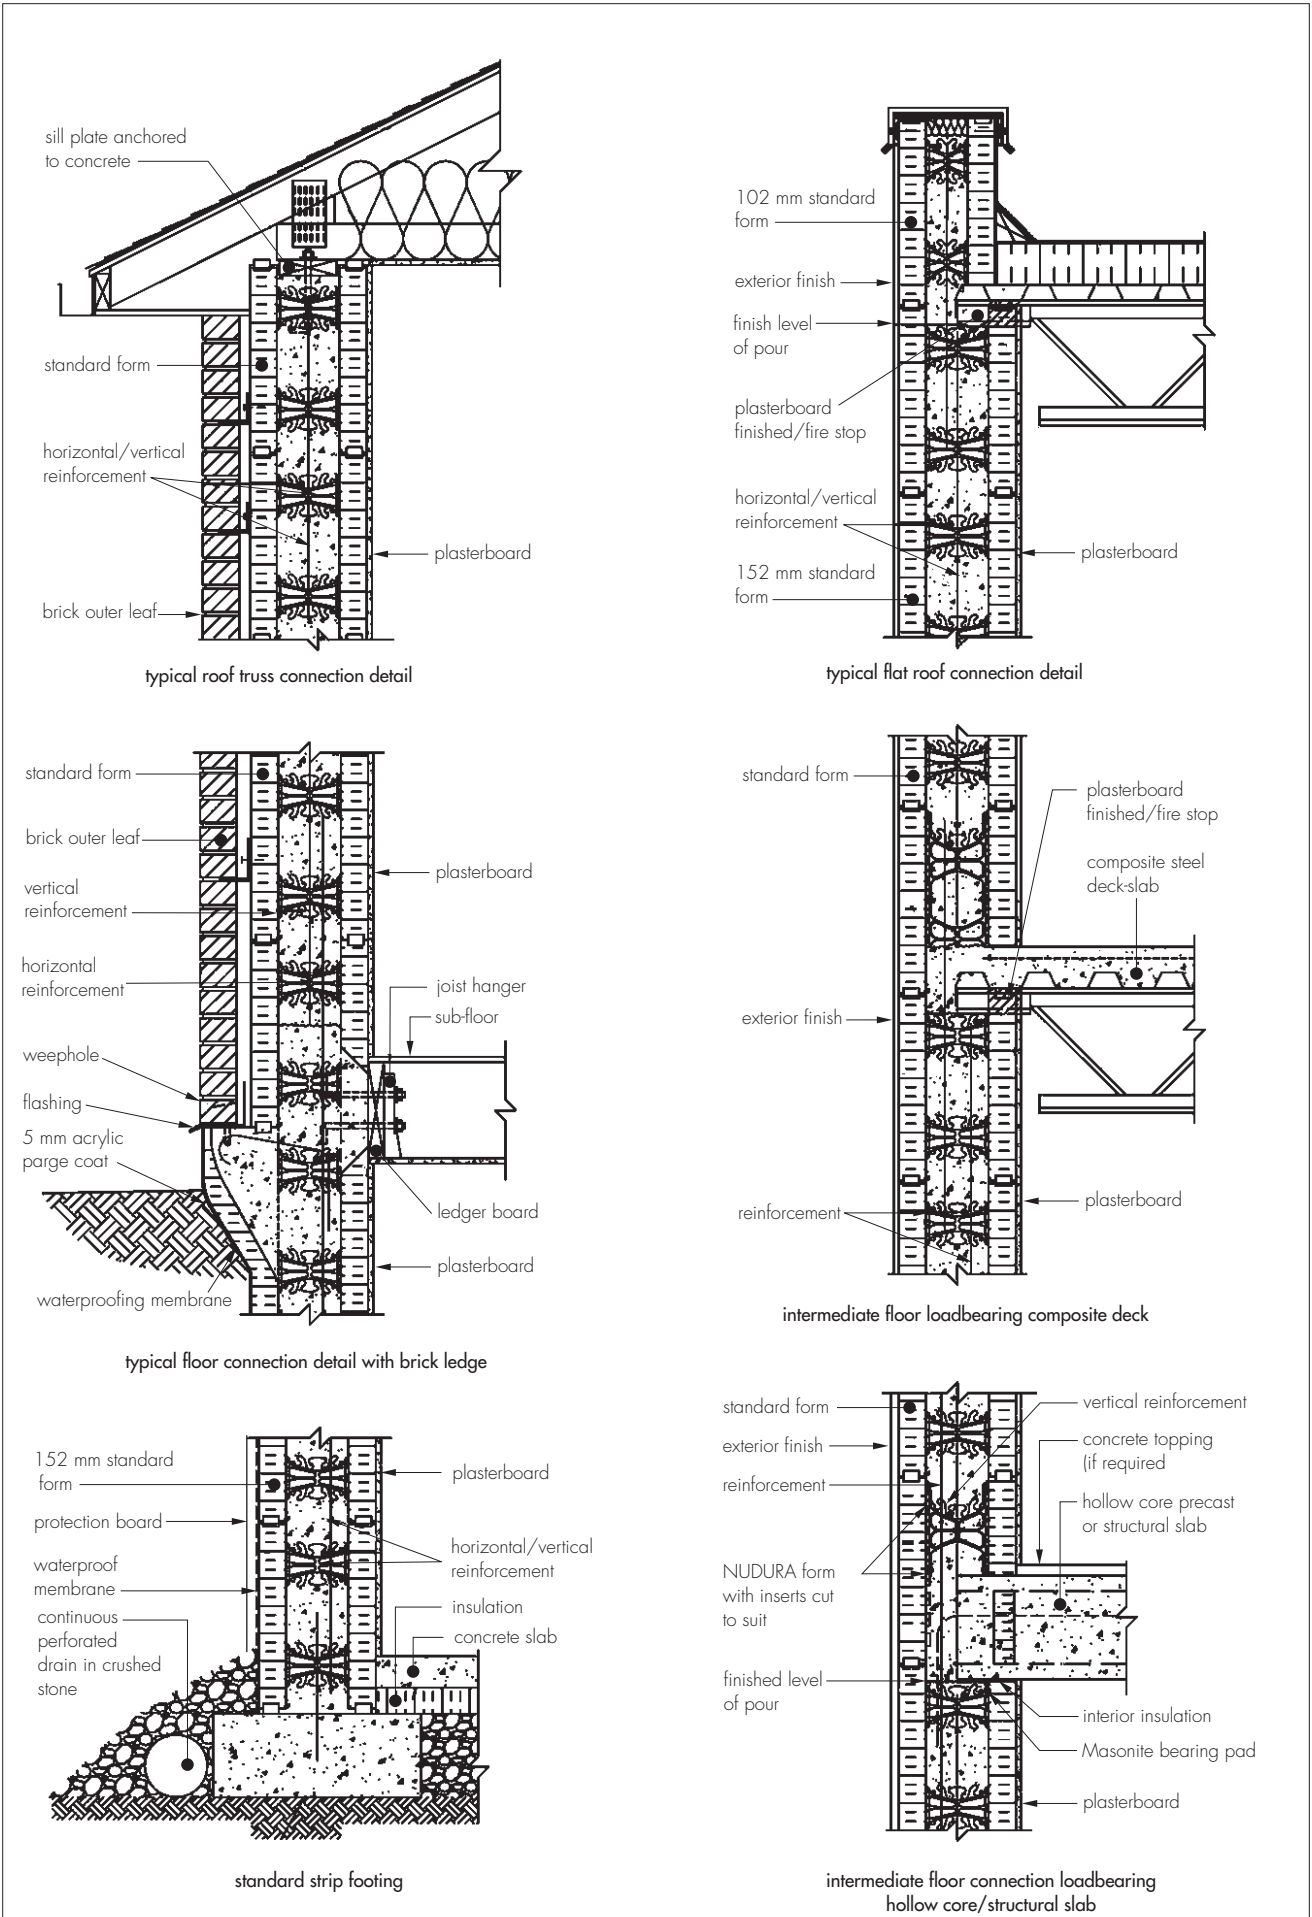 sill plate anchored
to concrete
standard form
horizontal/vertical
reinforcement
plasterboard
brick outer leaf
typical roof truss connection detail
102 mm standard
form
exterior finish
finish level
of pour
plasterboard
finished/fire stop
horizontal/vertical
reinforcement
plasterboard
152 mm standard
form
typical flat roof connection detail
standard form
brick outer leaf
plasterboard
vertical
reinforcement
horizontal
reinforcement
joist hanger
sub-floor
weephole
flashing
5 mm acrylic
parge coat
ledger board
plasterboard
waterproofing membrane
typical floor connection detail with brick ledge
standard form
plasterboard
finished/fire stop
composite steel
deck-slab
exterior finish
plasterboard
reinforcement
intermediate floor loadbearing composite deck
152 mm standard
form
plasterboard
protection board
horizontal/vertical
reinforcement
waterproof
membrane
insulation
continuous
perforated
drain in crushed
stone
concrete slab
standard strip footing
standard form
vertical reinforcement
exterior finish
concrete topping
(if required
reinforcement
hollow core precast
or structural slab
NUDURA form
with inserts cut
to suit
finished level
of pour
interior insulation
Masonite bearing pad
plasterboard
intermediate floor connection loadbearing
hollow core/structural slab